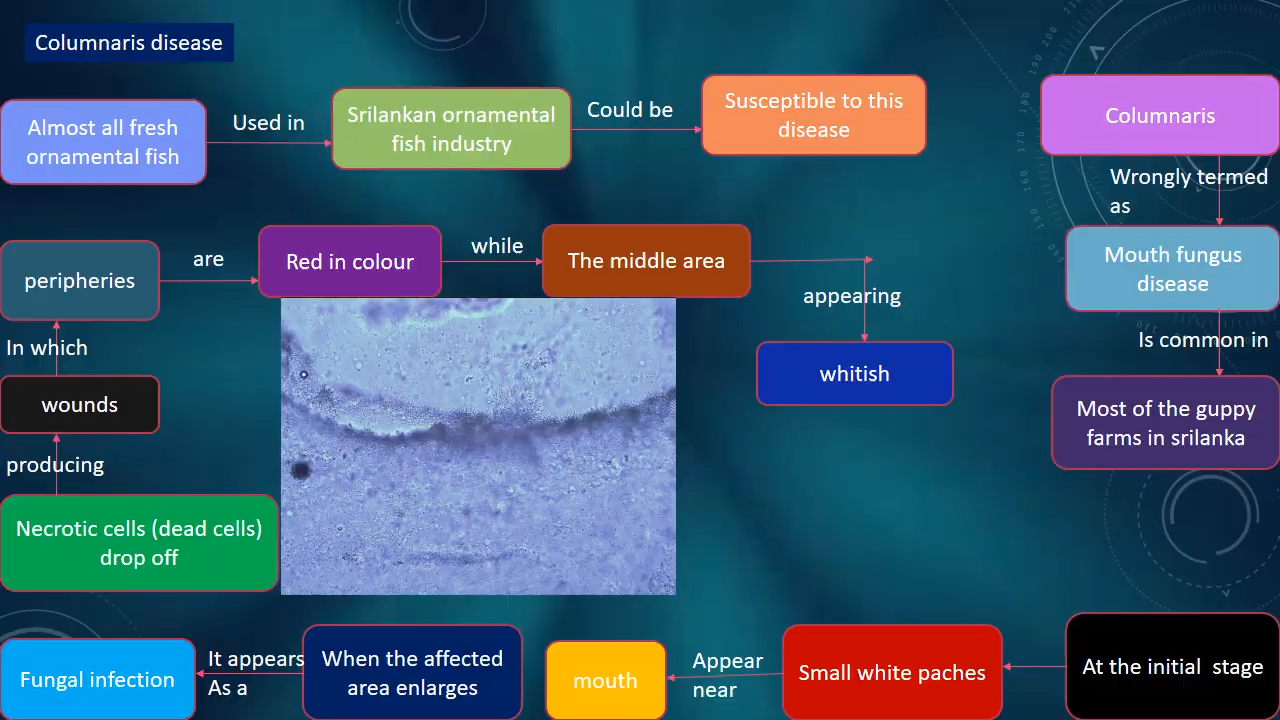 Columnaris disease
Almost all fresh
ornamental fish
Used in
Srilankan ornamental
fish industry
Could be
Susceptible to this
disease
Columnaris
Wrongly termed
as
Mouth fungus
disease
Is common in
Most of the guppy
farms in srilanka
At the initial stage
Small white paches
Appear
near
mouth
When the affected
area enlarges
It appears
As a
Fungal infection
Necrotic cells (dead cells)
drop off
producing
wounds
In which
peripheries
are
Red in colour
while
The middle area
appearing
whitish